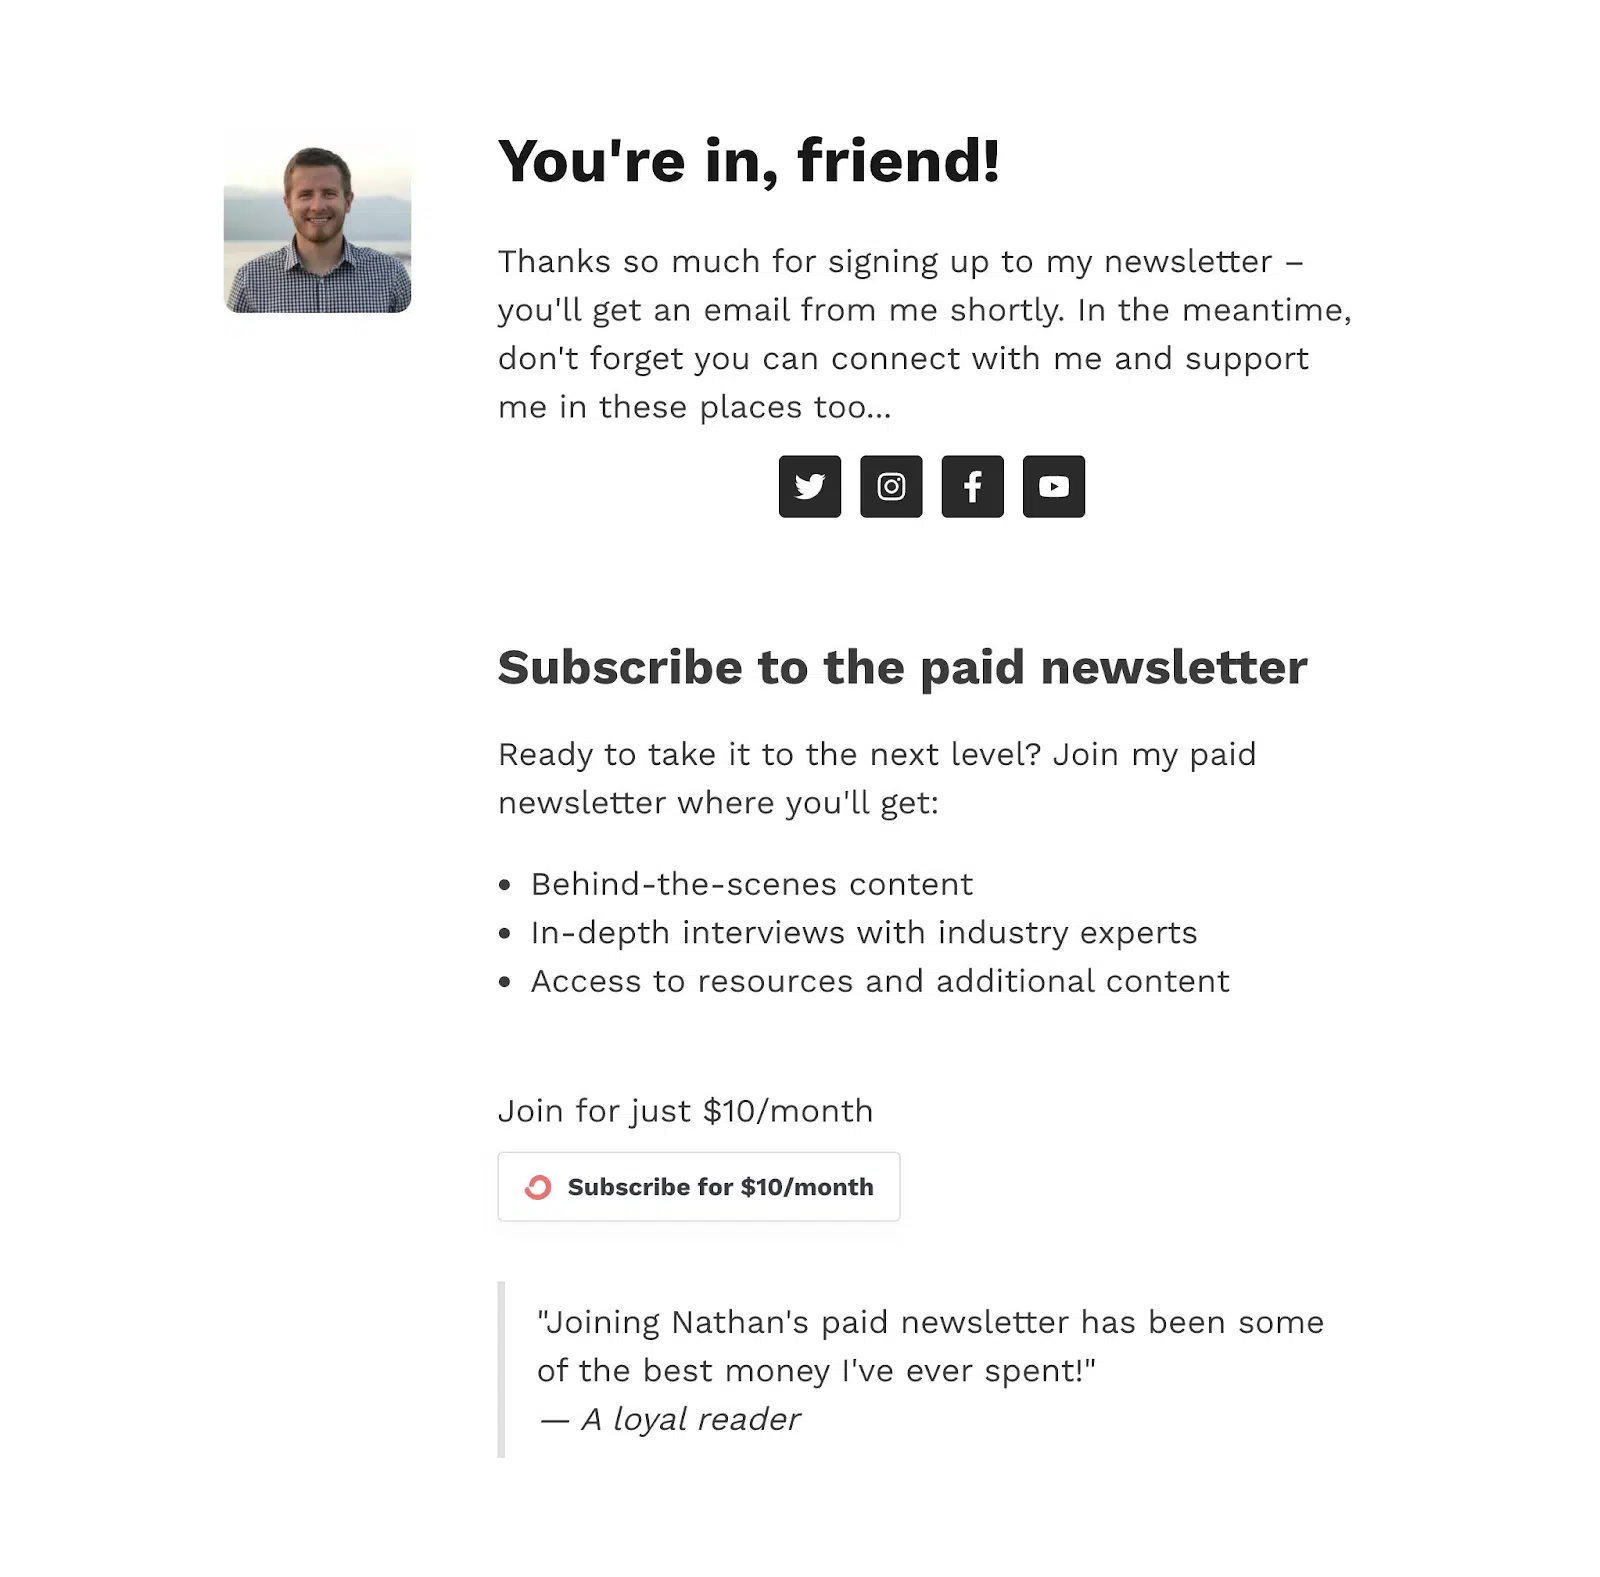 You're in, friend!
Thanks so much for signing up to my newsletter –
you'll get an email from me shortly. In the meantime,
don't forget you can connect with me and support
me in these places too...
Subscribe to the paid newsletter
Ready to take it to the next level? Join my paid
newsletter where you'll get:
• Behind-the-scenes content
• In-depth interviews with industry experts
• Access to resources and additional content
Join for just $10/month
Subscribe for $10/month
"Joining Nathan's paid newsletter has been some
of the best money I've ever spent!"
— A loyal reader